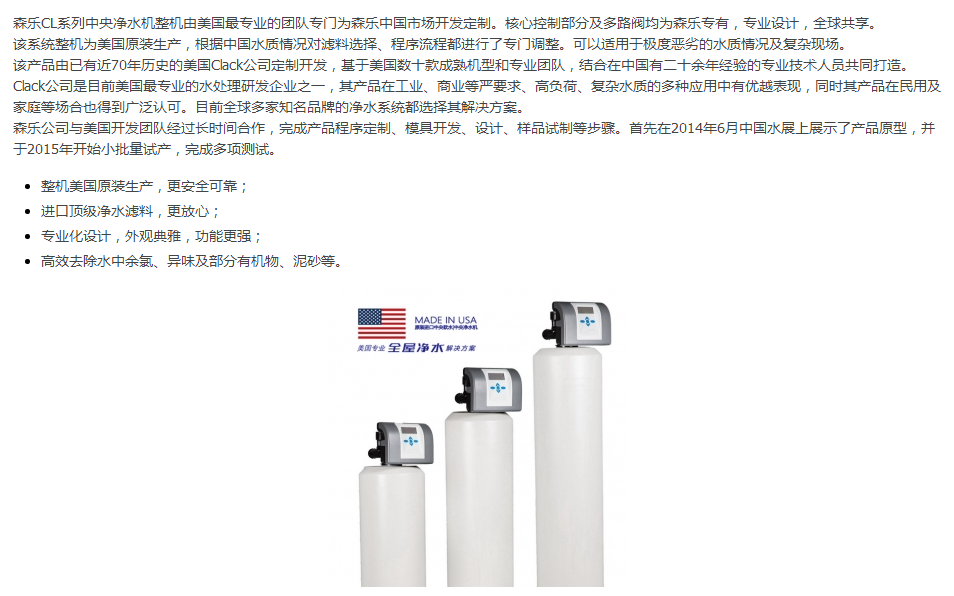 森乐CL系列中央净水机整机由美国最专业的团队专门为森乐中国市场开发定制。核心控制部分及多路阀均为森乐专有，专业设计，全球共享。
该系统整机为美国原装生产，根据中国水质情况对滤料选择、程序流程都进行了专门调整。可以适用于极度恶劣的水质情况及复杂现场。
该产品由已有近70年历史的美国Clack公司定制开发，基于美国数十款成熟机型和专业团队，结合在中国有二十余年经验的专业技术人员共同打造。
Clack公司是目前美国最专业的水处理研发企业之一，其产品在工业、商业等严要求、高负荷、复杂水质的多种应用中有优越表现，同时其产品在民用及
家庭等场合也得到广泛认可。目前全球多家知名品牌的净水系统都选择其解决方案。
森乐公司与美国开发团队经过长时间合作，完成产品程序定制、模具开发、设计、样品试制等步骤。首先在2014年6月中国水展上展示了产品原型，并
于2015年开始小批量试产，完成多项测试。
整机美国原装生产，更安全可靠；
进口顶级净水滤料，更放心；
专业化设计，外观典雅，功能更强；
高效去除水中余氯、异味及部分有机物、泥砂等。
MADE IN USA
原装进口中央软水|中央净水机
美国专业 全屋净水 解决方案